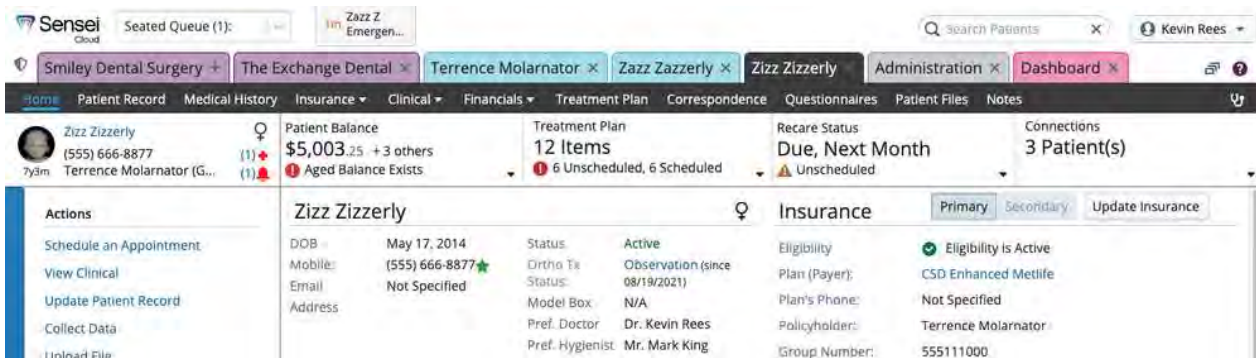 Sensei
Cloud
Seated Queue (1):
Zazz Z
Emergen...
Search Patients
Kevin Rees
Smiley Dental Surgery
The Exchange Dental
Terrence Molarnator
Zazz Zazzerly
Zizz Zizzerly
Administration
Dashboard
Home Patient Record Medical History Insurance Clinical Financials Treatment Plan Correspondence Questionnaires Patient Files Notes
Zizz Zizzerly
(555) 666-8877 (1)
7y3m Terrence Molarnator (G... (1)
Patient Balance
$5,003.25 +3 others
Aged Balance Exists
Treatment Plan
12 Items
6 Unscheduled, 6 Scheduled
Recare Status
Due, Next Month
Unscheduled
Connections
3 Patient(s)
Actions
Schedule an Appointment
View Clinical
Update Patient Record
Collect Data
Upload File
Zizz Zizzerly
DOB May 17, 2014
Mobile: (555) 666-8877
Email Not Specified
Address
Status Active
Ortho Tx Observation (since
Status: 08/19/2021)
Model Box N/A
Pref. Doctor Dr. Kevin Rees
Pref. Hygienist Mr. Mark King
Insurance Primary Secondary Update Insurance
Eligibility Eligibility is Active
Plan (Payer): CSD Enhanced Metlife
Plan's Phone: Not Specified
Policyholder: Terrence Molarnator
Group Number: 555111000